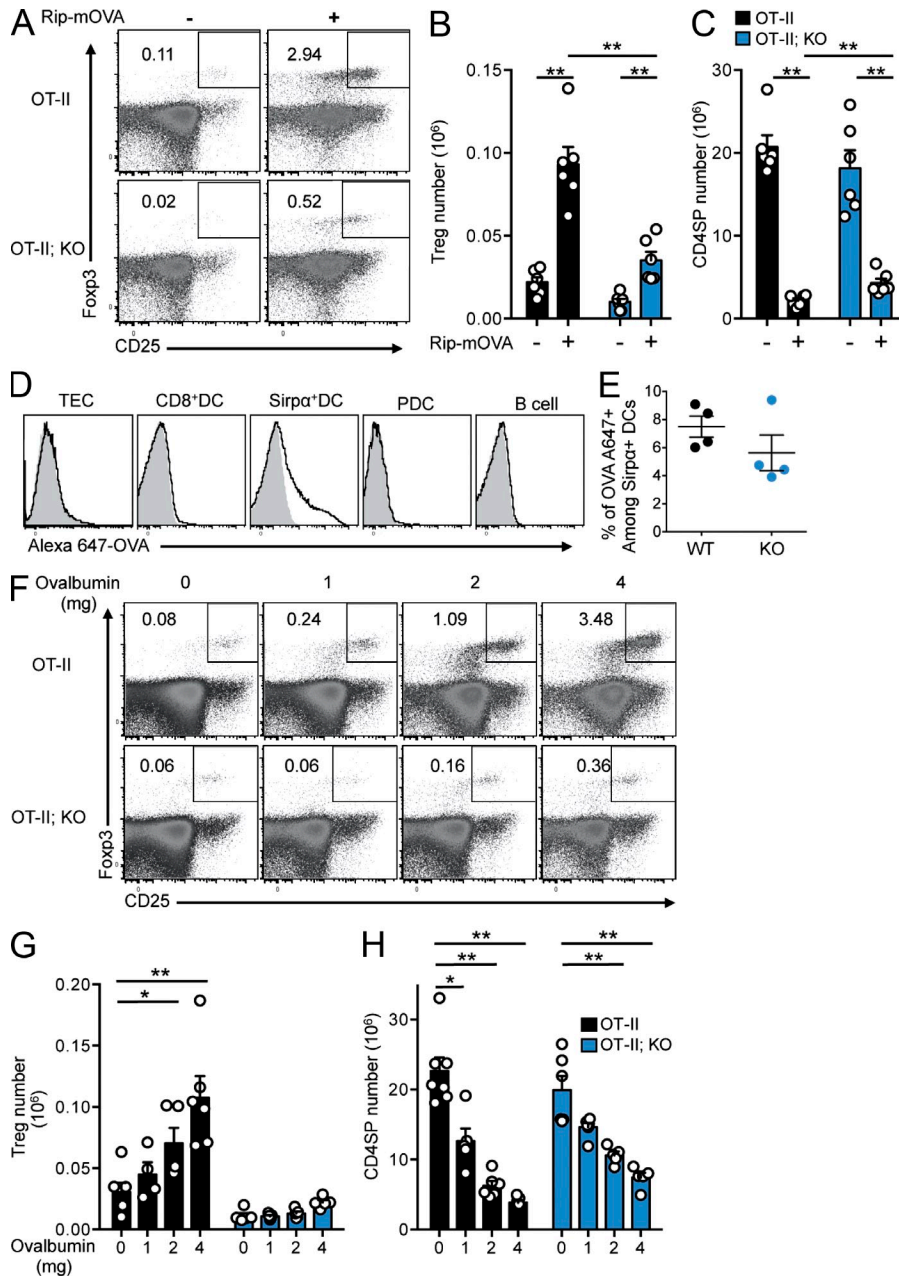 A
Rip-mOVA - +
OT-II
0.11 2.94
OT-II; KO
0.02 0.52
Foxp3
CD25
B
**
** **
Treg number (10⁶)
0.15
0.10
0.05
0.00
Rip-mOVA - + - +
C
OT-II
OT-II; KO
**
** **
CD4SP number (10⁶)
30
20
10
0
- + - +
D
TEC CD8⁺DC Sirpα⁺DC PDC B cell
Alexa 647-OVA
E
% of OVA A647+
Among Sirpα+ DCs
10
8
6
4
2
0
WT KO
F
Ovalbumin 0 1 2 4
(mg)
OT-II
0.08 0.24 1.09 3.48
OT-II; KO
0.06 0.06 0.16 0.36
Foxp3
CD25
G
**
*
Treg number
(10⁶)
0.20
0.15
0.10
0.05
0.00
Ovalbumin 0 1 2 4 0 1 2 4
(mg)
H
** **
** **
*
OT-II
OT-II; KO
CD4SP number (10⁶)
30
20
10
0
0 1 2 4 0 1 2 4